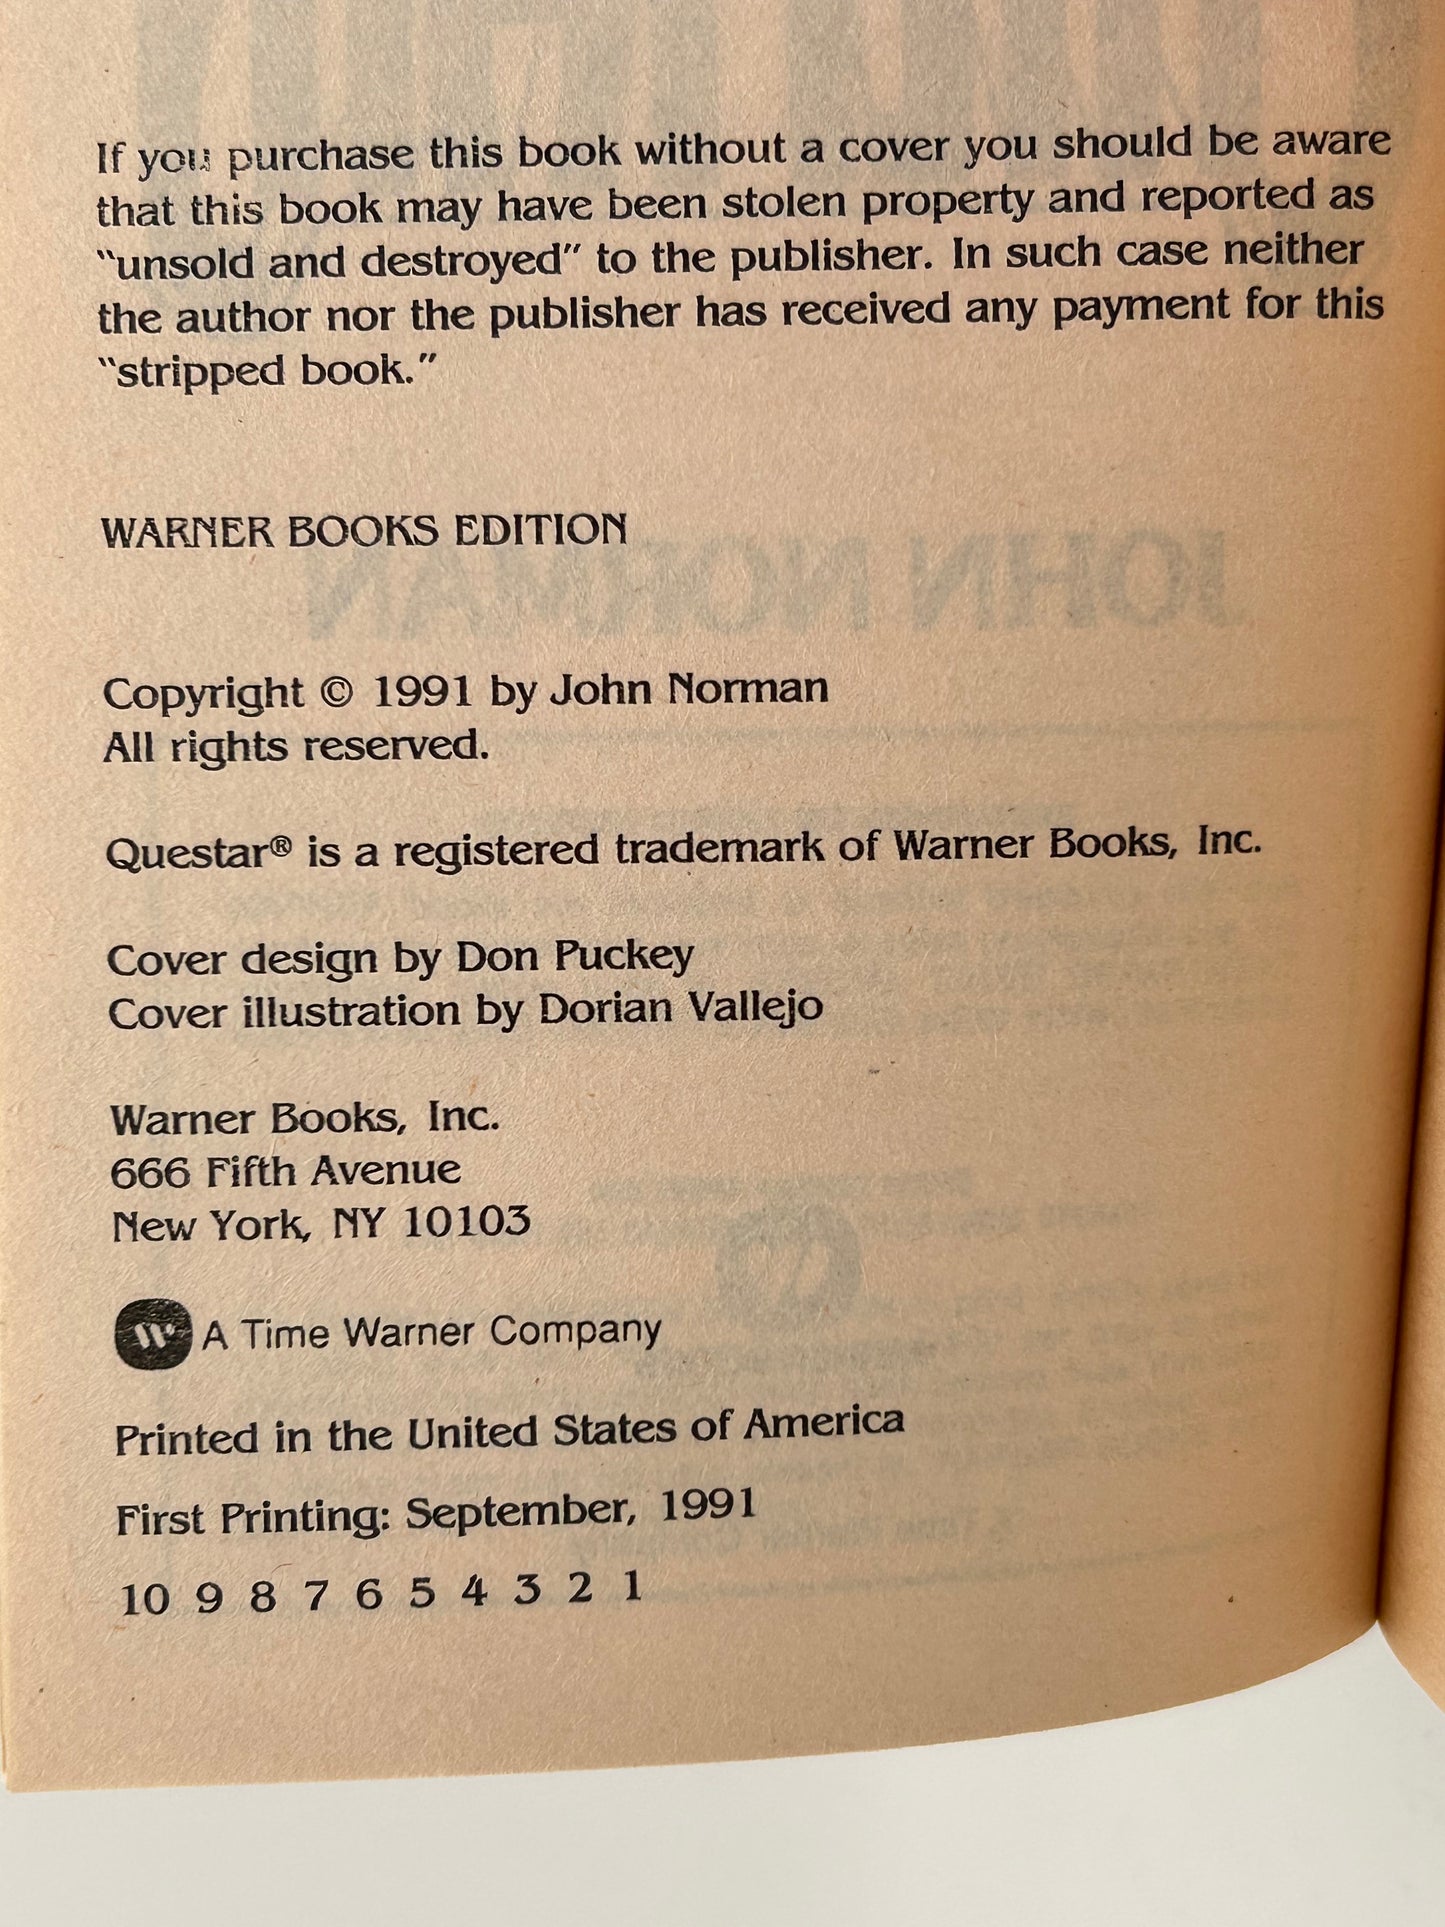 If you purchase this book without a cover you should be aware
that this book may have been stolen property and reported as
“unsold and destroyed” to the publisher. In such case neither
the author nor the publisher has received any payment for this
“stripped book.”
WARNER BOOKS EDITION
JOHN NORMAN
Copyright © 1991 by John Norman
All rights reserved.
Questar® is a registered trademark of Warner Books, Inc.
Cover design by Don Puckey
Cover illustration by Dorian Vallejo
Warner Books, Inc.
666 Fifth Avenue
New York, NY 10103
W A Time Warner Company
Printed in the United States of America
First Printing: September, 1991
10 9 8 7 6 5 4 3 2 1